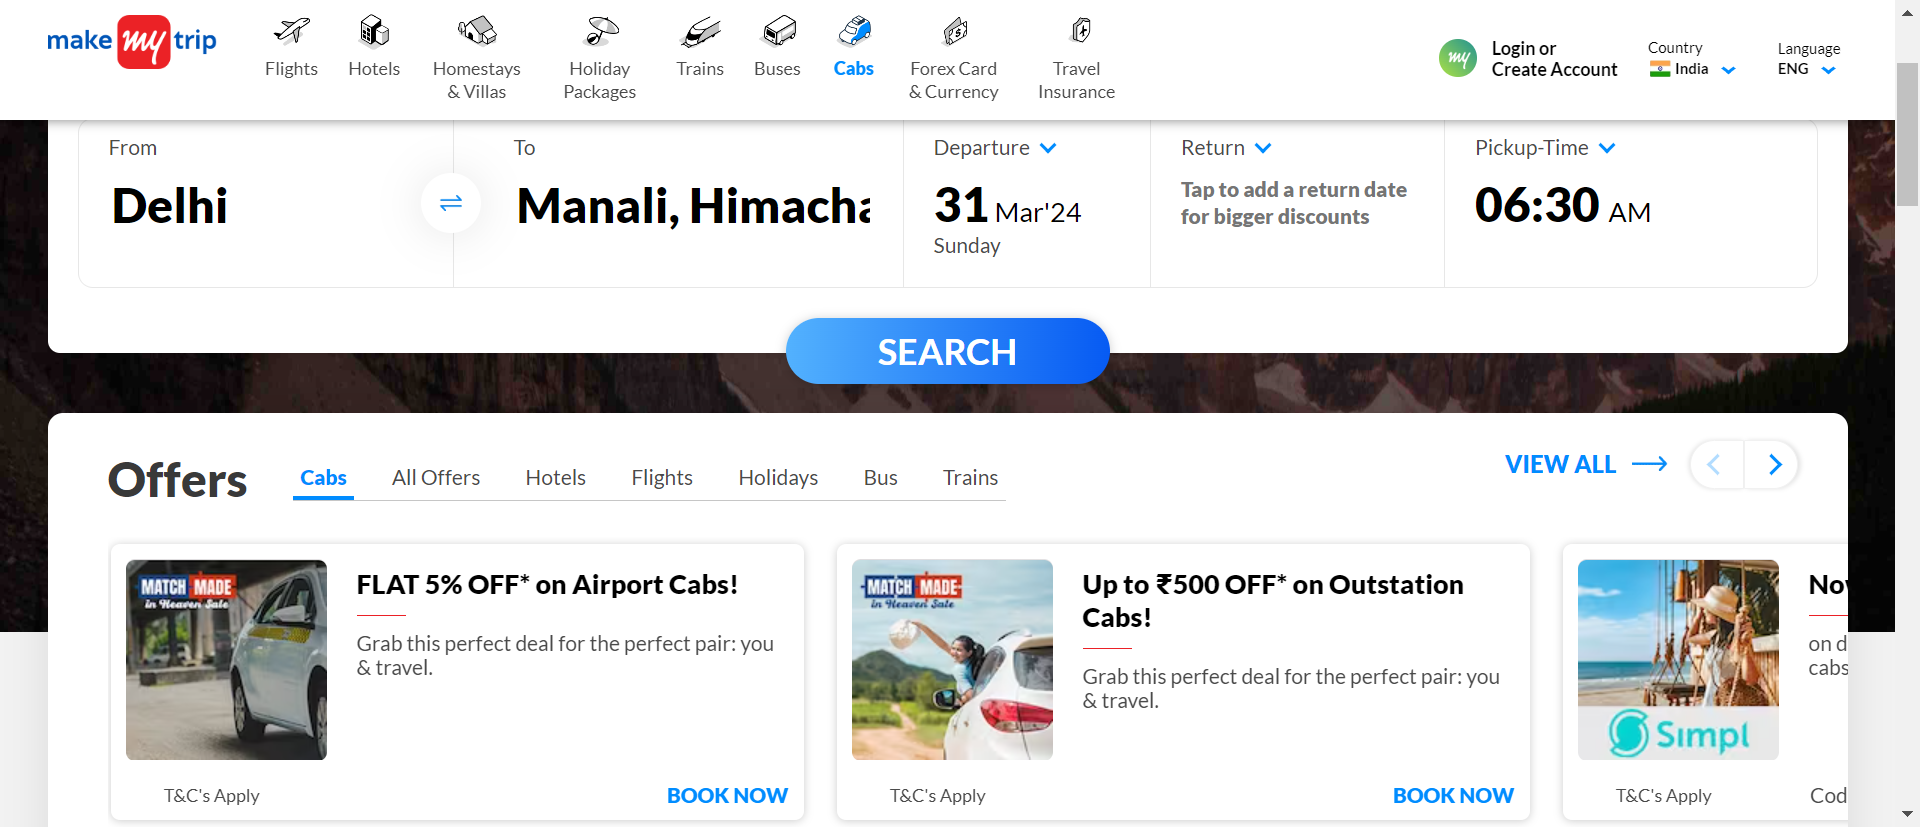 make my trip
Flights
Hotels
Homestays
& Villas
Holiday
Packages
Trains
Buses
Cabs
Forex Card
& Currency
Travel
Insurance
my
Login or
Create Account
Country
India
Language
ENG
From
Delhi
To
Manali, Himacha
Departure
31 Mar'24
Sunday
Return
Tap to add a return date
for bigger discounts
Pickup-Time
06:30 AM
SEARCH
Offers
Cabs
All Offers
Hotels
Flights
Holidays
Bus
Trains
VIEW ALL
MATCH MADE
in Heaven Sale
FLAT 5% OFF* on Airport Cabs!
Grab this perfect deal for the perfect pair: you
& travel.
T&C's Apply
BOOK NOW
MATCH MADE
in Heaven Sale
Up to ₹500 OFF* on Outstation
Cabs!
Grab this perfect deal for the perfect pair: you
& travel.
T&C's Apply
BOOK NOW
Simpl
No
on d
cabs
T&C's Apply
Cod